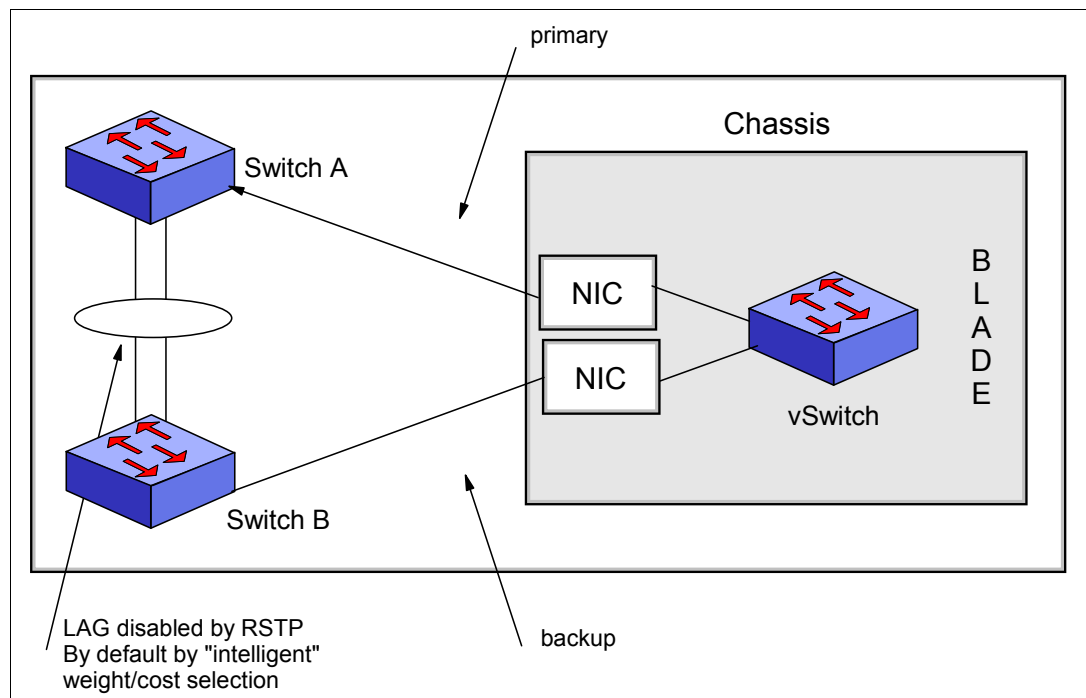 primary
Chassis
Switch A
NIC
NIC
BLADE
vSwitch
Switch B
LAG disabled by RSTP
By default by "intelligent"
weight/cost selection
backup